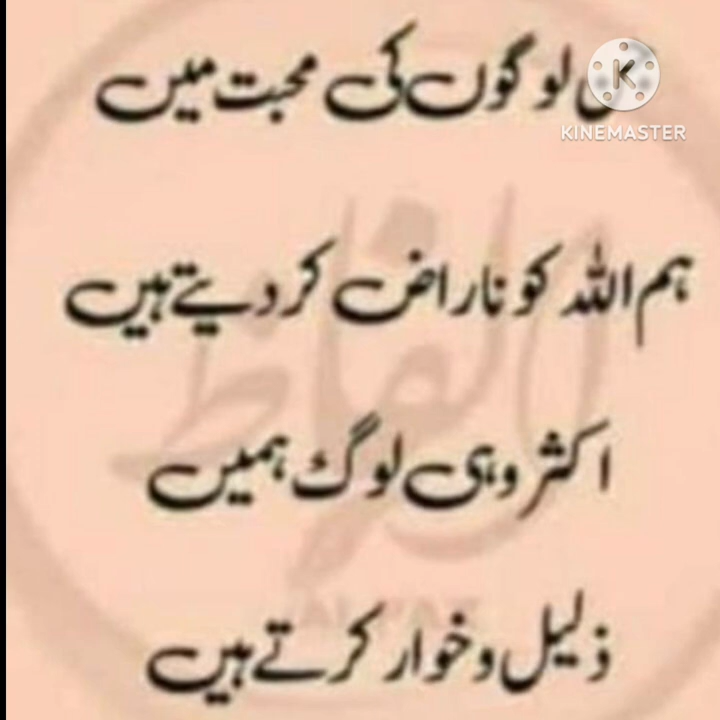 لوگوں کی محبت میں
KINEMASTER
ہم اللہ کو ناراض کر دیتے ہیں
اکثر وہی لوگ ہمیں
ذلیل و خوار کرتے ہیں